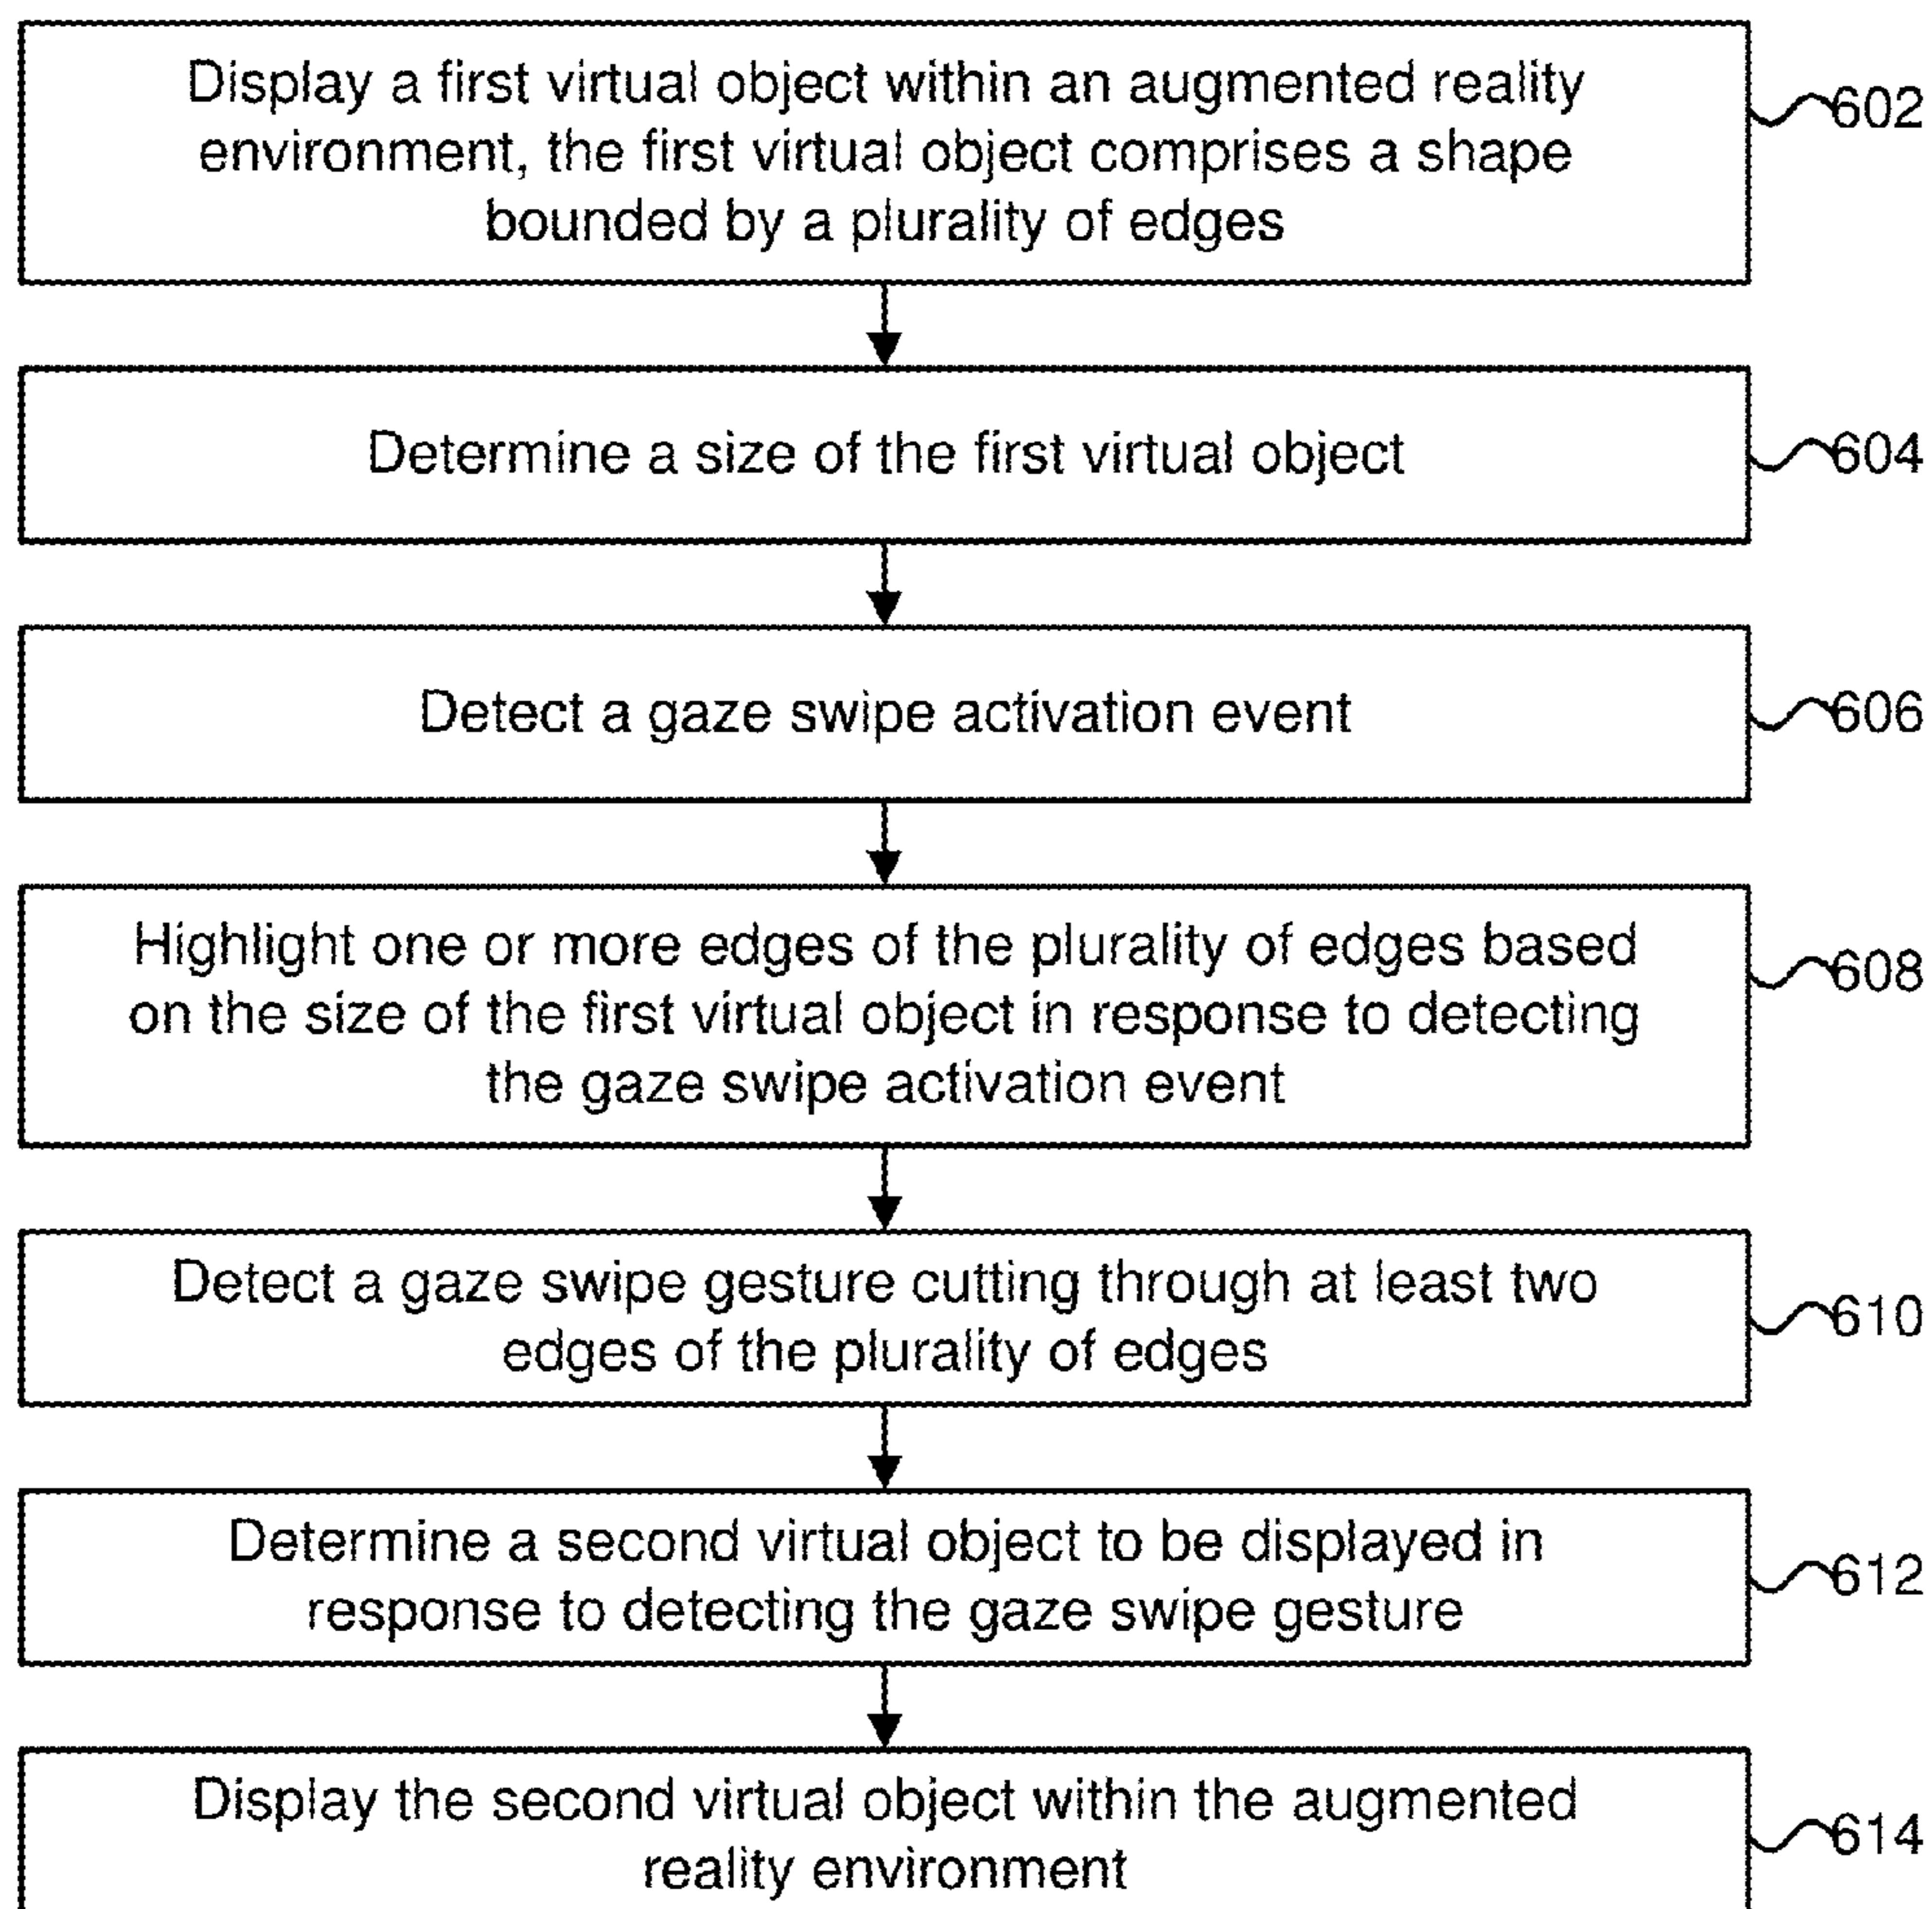 Display a first virtual object within an augmented reality
environment, the first virtual object comprises a shape
bounded by a plurality of edges
602
Determine a size of the first virtual object
604
Detect a gaze swipe activation event
606
Highlight one or more edges of the plurality of edges based
on the size of the first virtual object in response to detecting
the gaze swipe activation event
608
Detect a gaze swipe gesture cutting through at least two
edges of the plurality of edges
610
Determine a second virtual object to be displayed in
response to detecting the gaze swipe gesture
612
Display the second virtual object within the augmented
reality environment
614